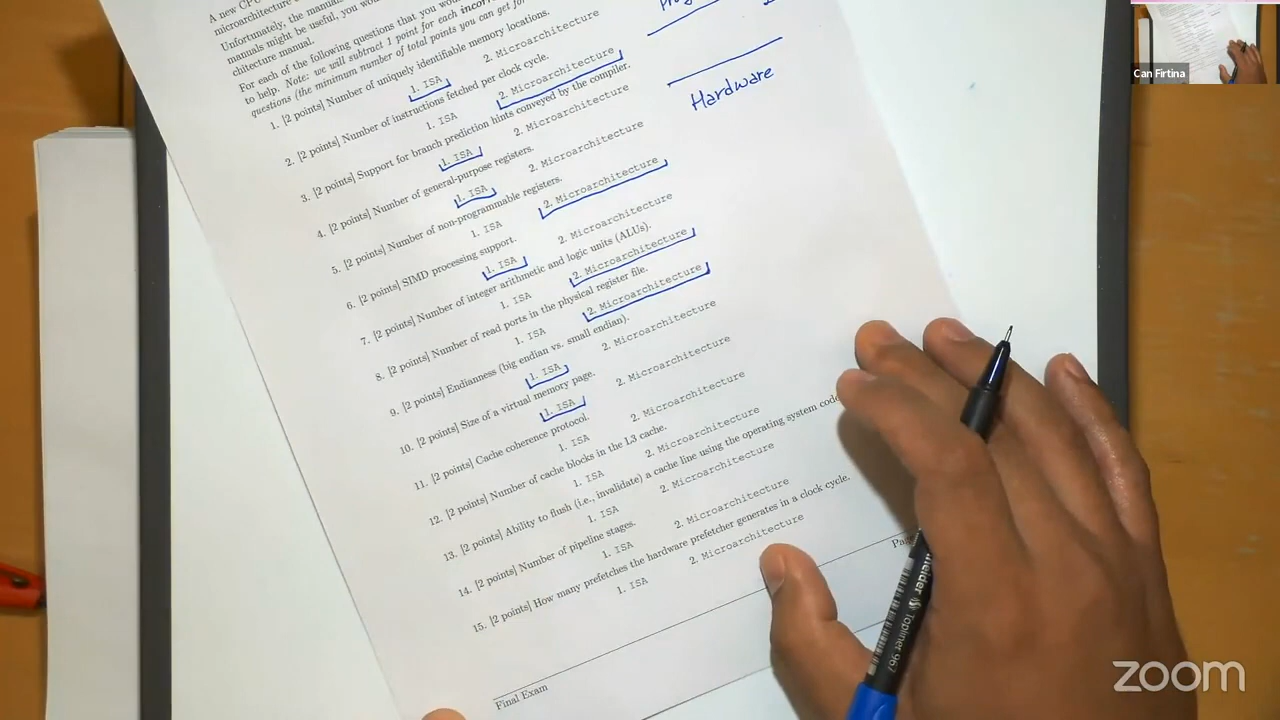 A new CPU
microarchitecture
Unfortunately, the manuals
manuals might be useful, you would
chitecture manual.
For each of the following questions that you would
to help. Note: we will subtract 1 point for each incorr
questions (the minimum number of total points you can get for
1. [2 points] Number of uniquely identifiable memory locations.
1. ISA 2. Microarchitecture
2. [2 points] Number of instructions fetched per clock cycle.
1. ISA 2. Microarchitecture
3. [2 points] Support for branch prediction hints conveyed by the compiler.
1. ISA 2. Microarchitecture
4. [2 points] Number of general-purpose registers.
1. ISA 2. Microarchitecture
5. [2 points] Number of non-programmable registers.
1. ISA 2. Microarchitecture
6. [2 points] SIMD processing support.
1. ISA 2. Microarchitecture
7. [2 points] Number of integer arithmetic and logic units (ALUs).
1. ISA 2. Microarchitecture
8. [2 points] Number of read ports in the physical register file.
1. ISA 2. Microarchitecture
9. [2 points] Endianness (big endian vs. small endian).
1. ISA 2. Microarchitecture
10. [2 points] Size of a virtual memory page.
1. ISA 2. Microarchitecture
11. [2 points] Cache coherence protocol.
1. ISA 2. Microarchitecture
12. [2 points] Number of cache blocks in the L3 cache.
1. ISA 2. Microarchitecture
13. [2 points] Ability to flush (i.e., invalidate) a cache line using the operating system code
1. ISA 2. Microarchitecture
14. [2 points] Number of pipeline stages.
1. ISA 2. Microarchitecture
15. [2 points] How many prefetches the hardware prefetcher generates in a clock cycle.
1. ISA 2. Microarchitecture
Final Exam
Hardware
Can Firtina
Topliner 967
zoom